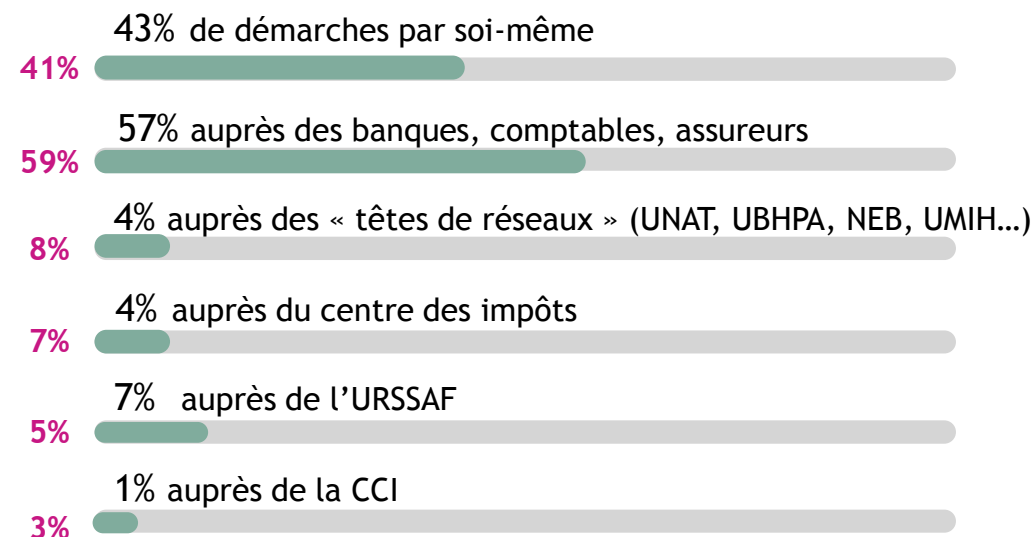 43% de démarches par soi-même
41%
57% auprès des banques, comptables, assureurs
59%
4% auprès des « têtes de réseaux » (UNAT, UBHPA, NEB, UMIH…)
8%
4% auprès du centre des impôts
7%
7% auprès de l’URSSAF
5%
1% auprès de la CCI
3%